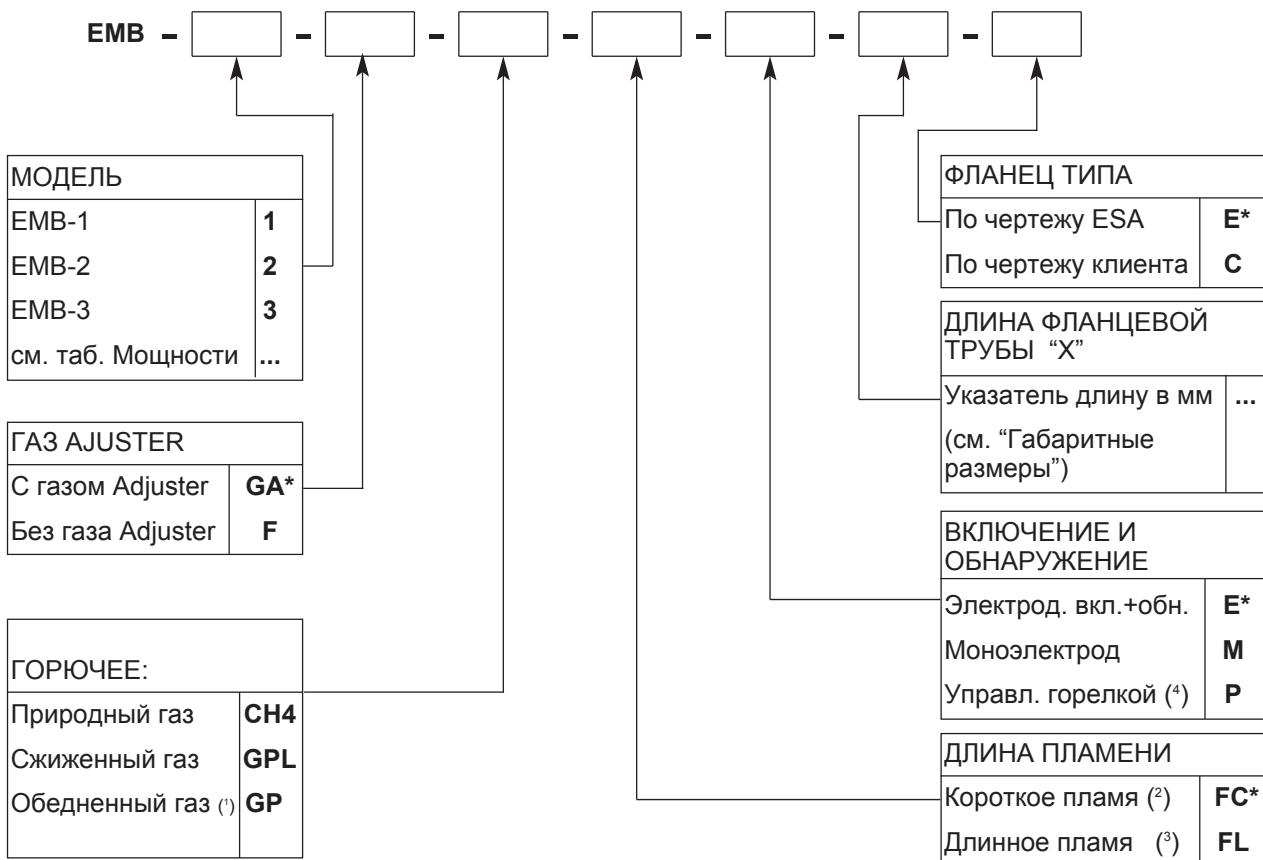 EMB - - - - - - -
МОДЕЛЬ
EMB-1 1
EMB-2 2
EMB-3 3
см. таб. Мощности ...
ГАЗ AJUSTER
С газом Adjuster GA*
Без газа Adjuster F
ГОРЮЧЕЕ:
Природный газ CH4
Сжиженный газ GPL
Обедненный газ (¹) GP
ФЛАНЕЦ ТИПА
По чертежу ESA E*
По чертежу клиента C
ДЛИНА ФЛАНЦЕВОЙ
ТРУБЫ “X”
Указатель длину в мм ...
(см. “Габаритные
размеры”)
ВКЛЮЧЕНИЕ И
ОБНАРУЖЕНИЕ
Электрод. вкл.+обн. E*
Моноэлектрод M
Управл. горелкой (⁴) P
ДЛИНА ПЛАМЕНИ
Короткое пламя (²) FC*
Длинное пламя (³) FL